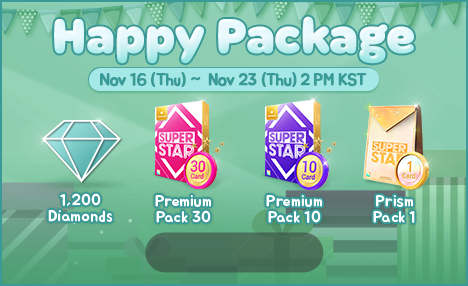 Happy Package
Nov 16 (Thu) ~ Nov 23 (Thu) 2 PM KST
SUPER
STAR
30
Card
SUPER
STAR
10
Card
SUPER
STAR
1
Card
1,200
Diamonds
Premium
Pack 30
Premium
Pack 10
Prism
Pack 1